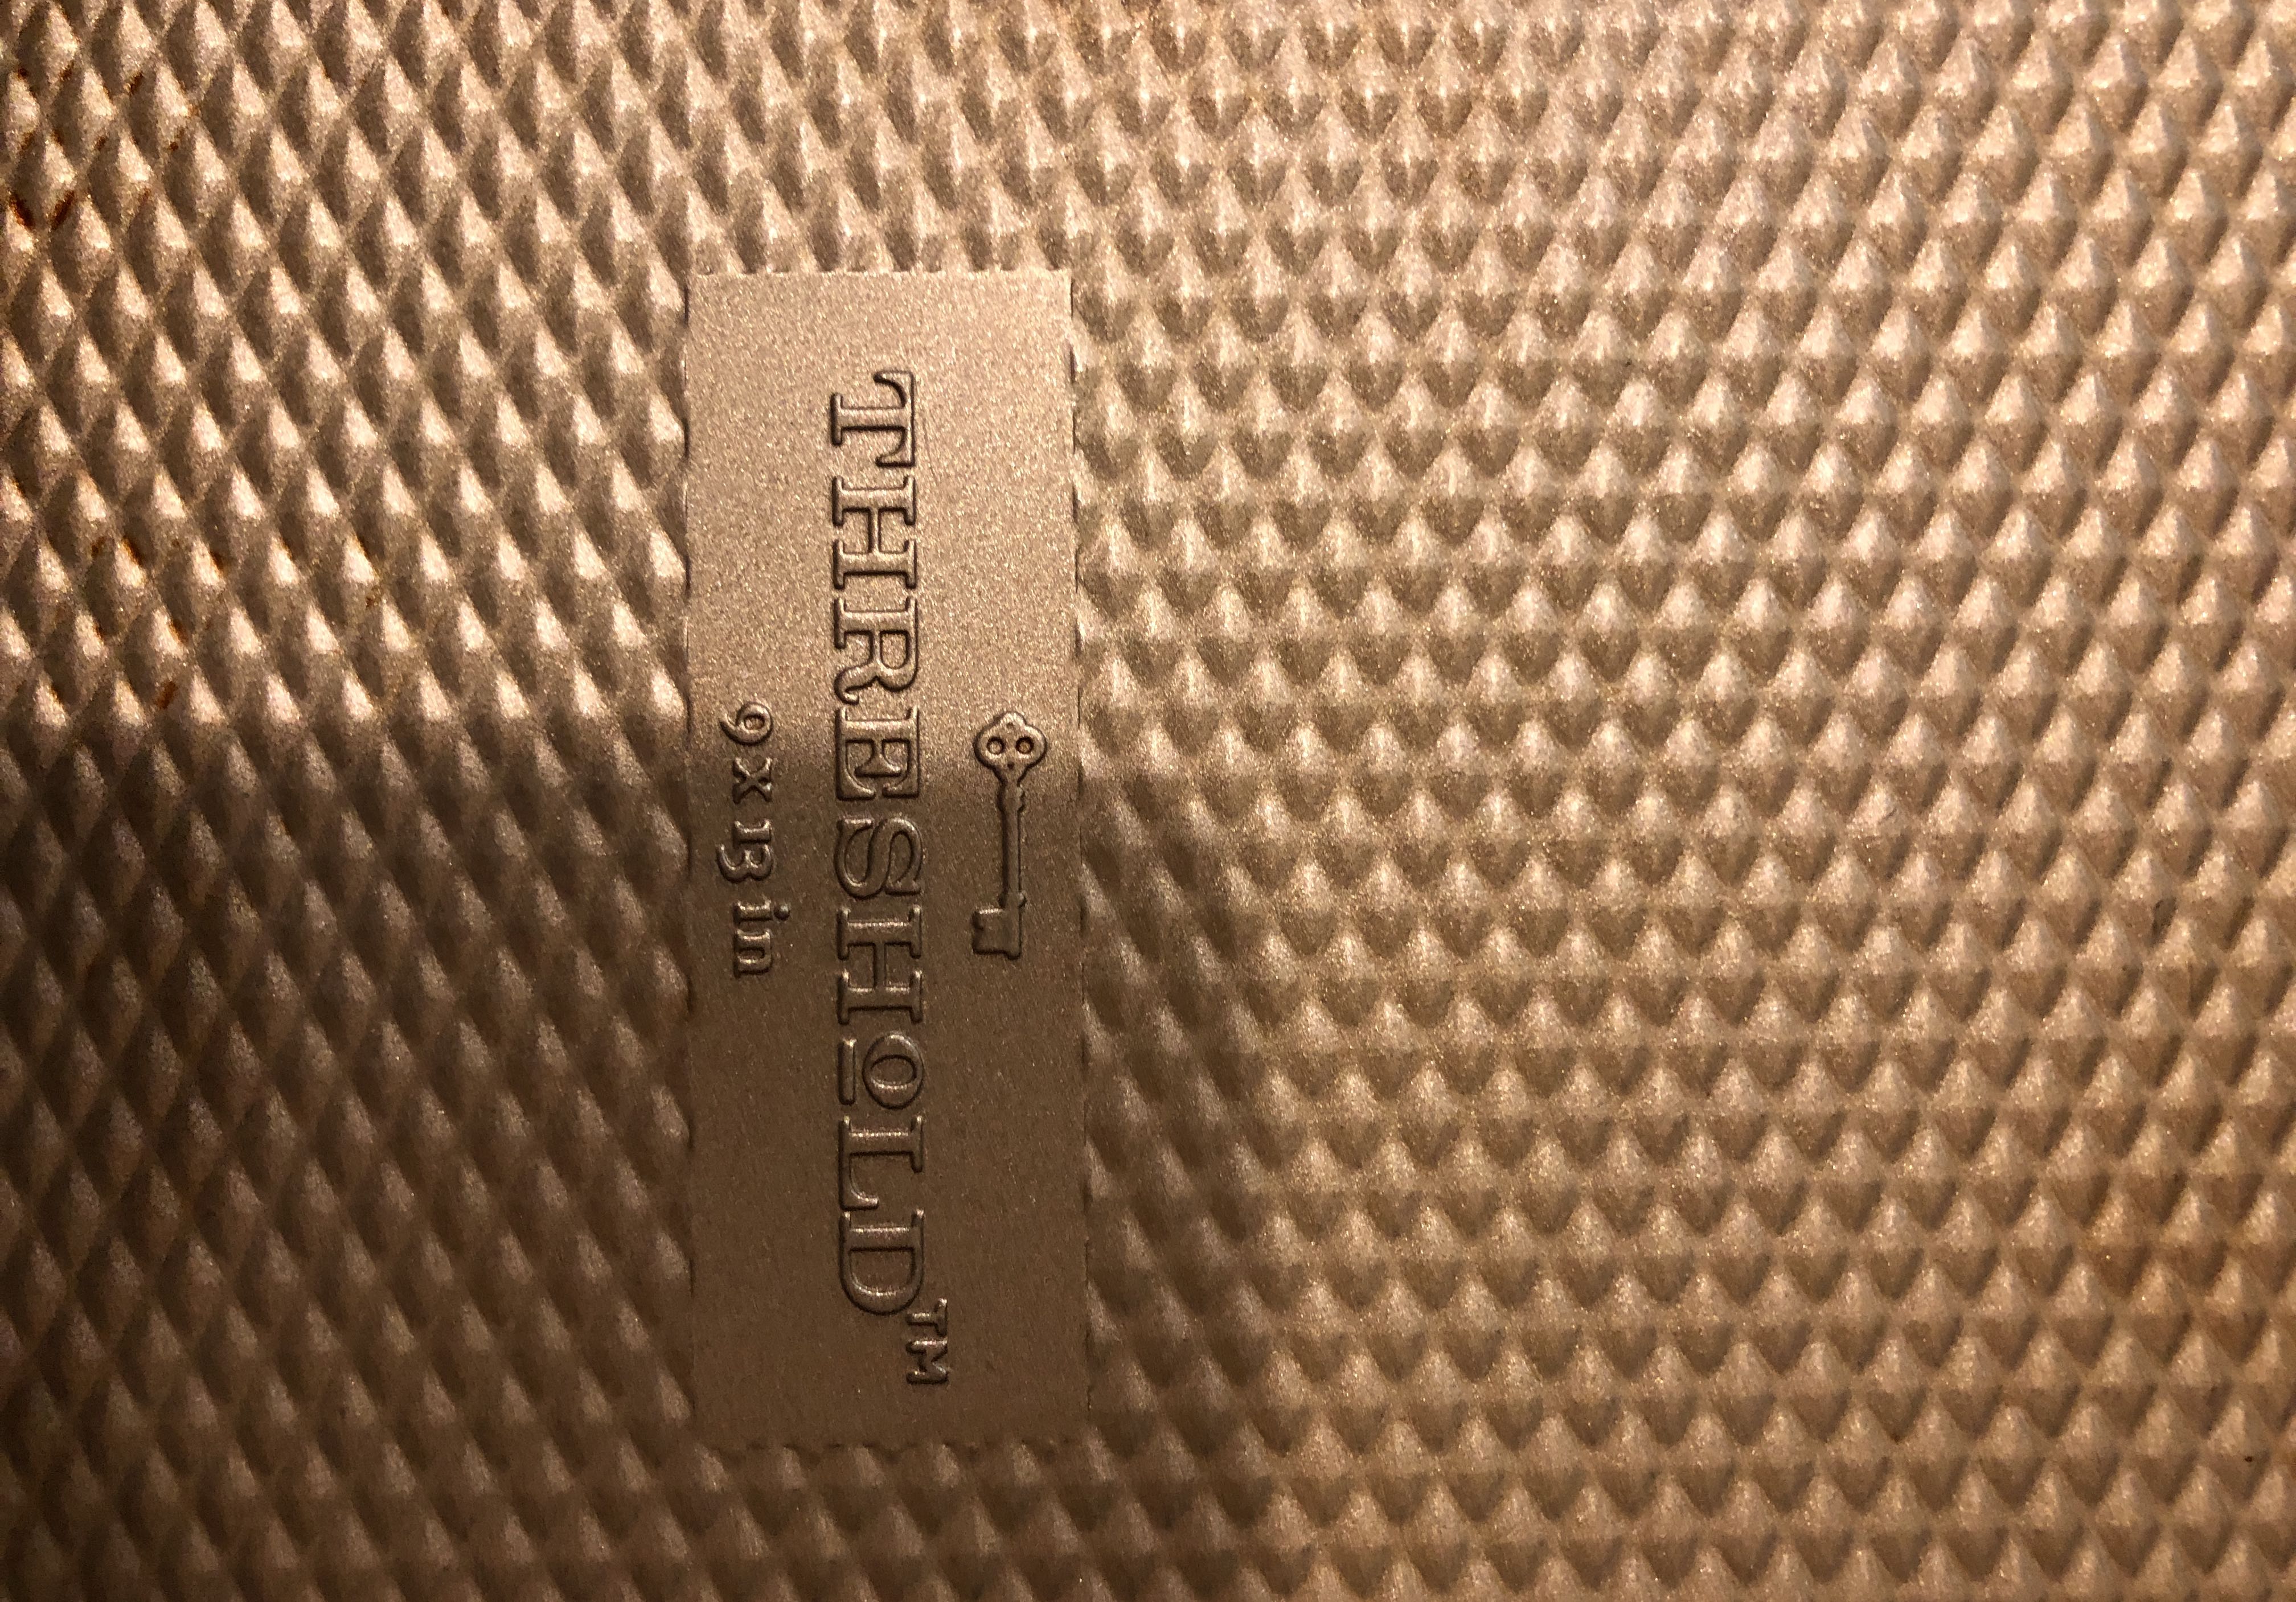 THRESHOLD™
9 x 13 in